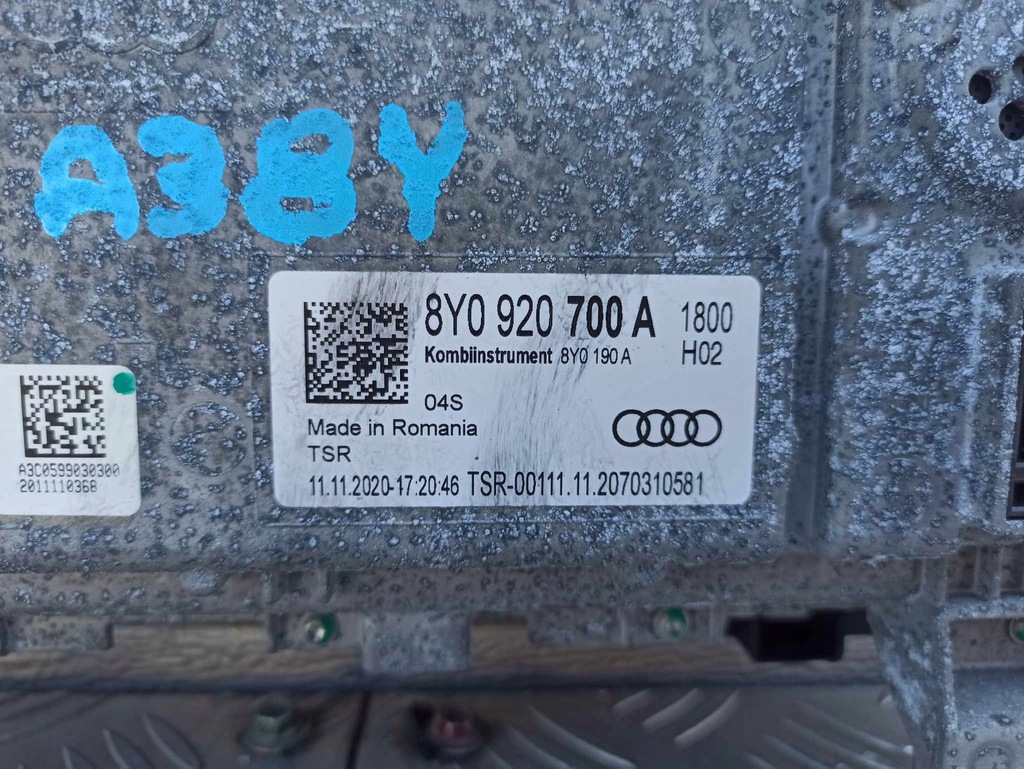 A38Y
8Y0 920 700 A 1800
Kombiinstrument 8Y0 190 A H02
04S
Made in Romania
TSR
11.11.2020-17:20:46 TSR-00111.11.2070310581
A3C0599030300
2011110368